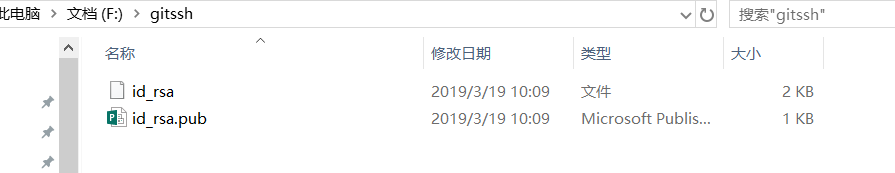 此电脑 › 文档 (F:) › gitssh
搜索"gitssh"
名称 修改日期 类型 大小
id_rsa 2019/3/19 10:09 文件 2 KB
id_rsa.pub 2019/3/19 10:09 Microsoft Publis... 1 KB